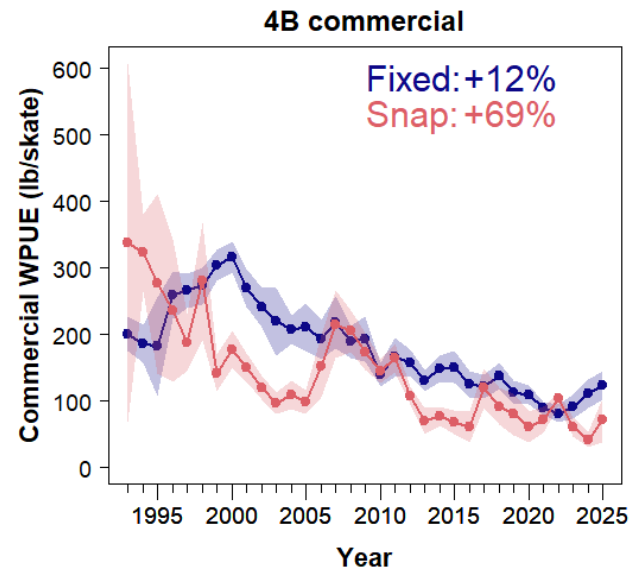 4B commercial
Fixed: +12%
Snap: +69%
Commercial WPUE (lb/skate)
600
500
400
300
200
100
0
1995 2000 2005 2010 2015 2020 2025
Year